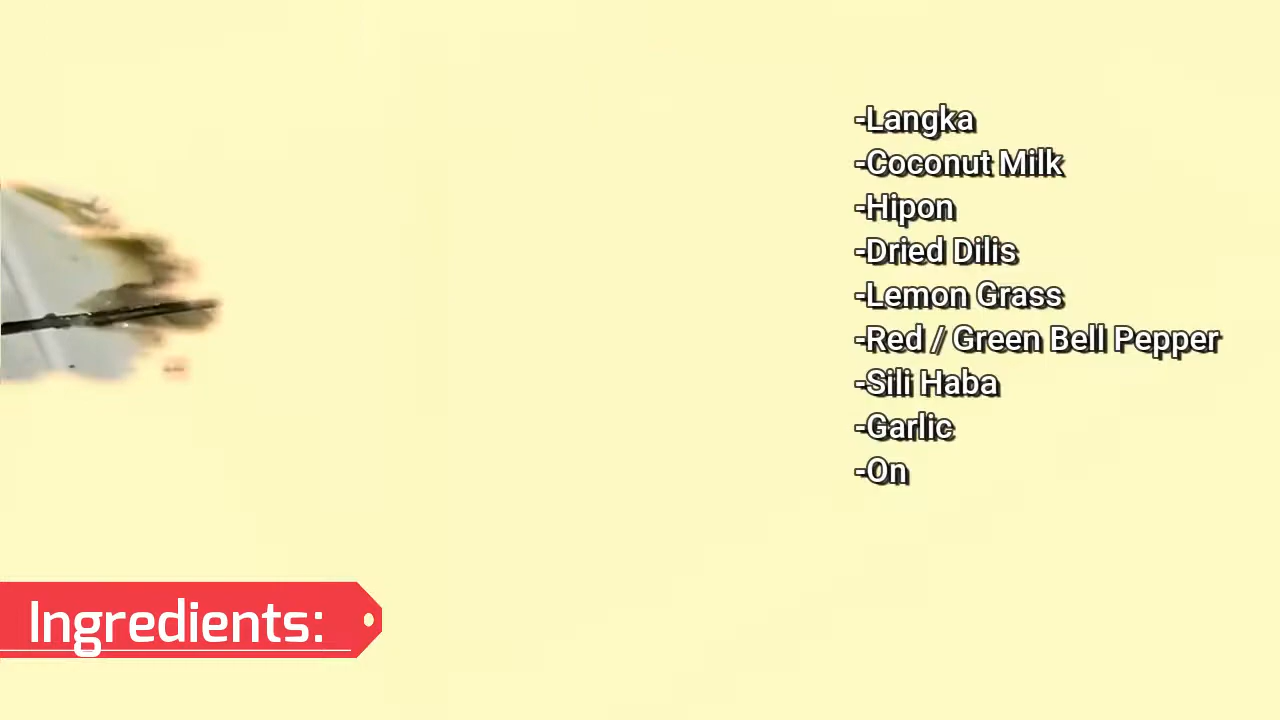 -Langka
-Coconut Milk
-Hipon
-Dried Dilis
-Lemon Grass
-Red / Green Bell Pepper
-Sili Haba
-Garlic
-On
Ingredients: